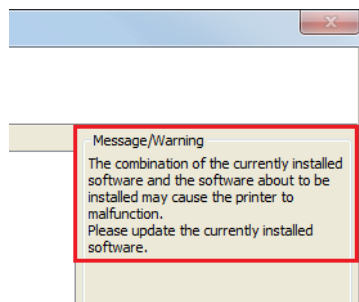 Message/Warning
The combination of the currently installed
software and the software about to be
installed may cause the printer to
malfunction.
Please update the currently installed
software.